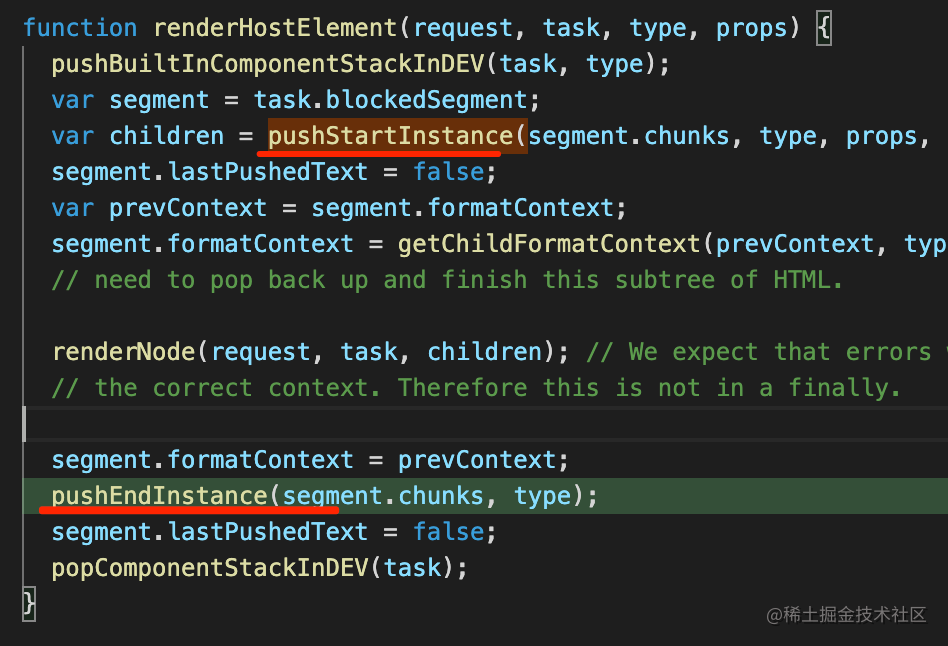 function renderHostElement(request, task, type, props) {
pushBuiltInComponentStackInDEV(task, type);
var segment = task.blockedSegment;
var children = pushStartInstance(segment.chunks, type, props,
segment.lastPushedText = false;
var prevContext = segment.formatContext;
segment.formatContext = getChildFormatContext(prevContext, typ
// need to pop back up and finish this subtree of HTML.
renderNode(request, task, children); // We expect that errors
// the correct context. Therefore this is not in a finally.
segment.formatContext = prevContext;
pushEndInstance(segment.chunks, type);
segment.lastPushedText = false;
popComponentStackInDEV(task);
}
@稀土掘金技术社区